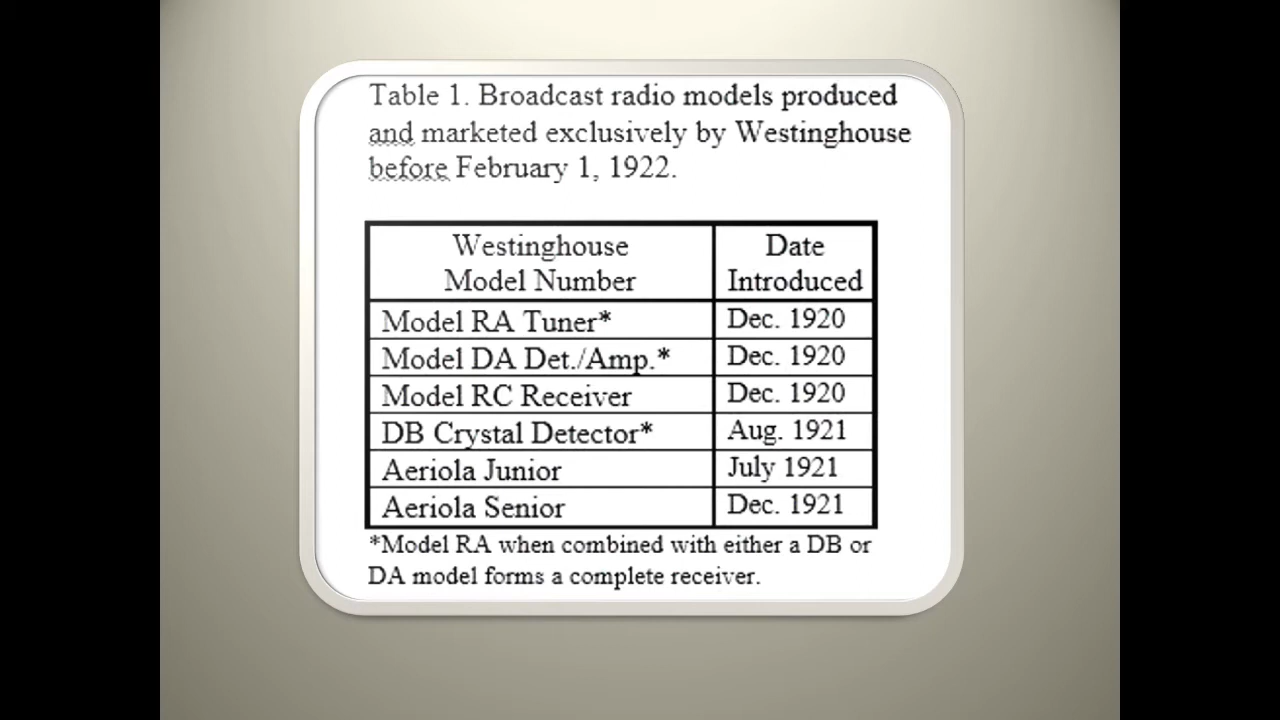 Table 1. Broadcast radio models produced
and marketed exclusively by Westinghouse
before February 1, 1922.
Westinghouse
Model Number
Date
Introduced
Model RA Tuner* Dec. 1920
Model DA Det./Amp.* Dec. 1920
Model RC Receiver Dec. 1920
DB Crystal Detector* Aug. 1921
Aeriola Junior July 1921
Aeriola Senior Dec. 1921
*Model RA when combined with either a DB or
DA model forms a complete receiver.